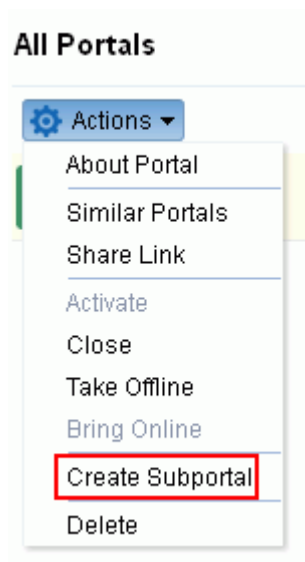 All Portals
Actions
About Portal
Similar Portals
Share Link
Activate
Close
Take Offline
Bring Online
Create Subportal
Delete